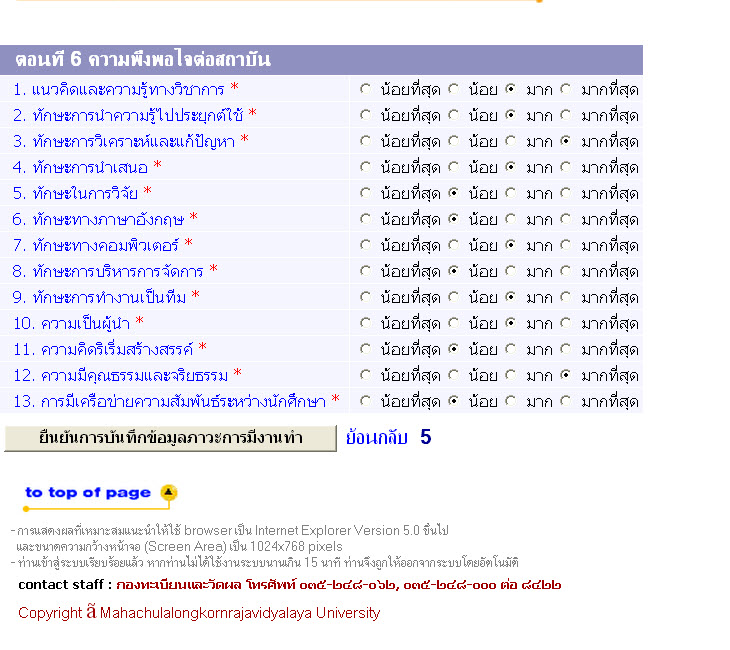 ตอนที่ 6 ความพึงพอใจต่อสถาบัน
1. แนวคิดและความรู้ทางวิชาการ * น้อยที่สุด น้อย มาก มากที่สุด
2. ทักษะการนำความรู้ไปประยุกต์ใช้ * น้อยที่สุด น้อย มาก มากที่สุด
3. ทักษะการวิเคราะห์และแก้ปัญหา * น้อยที่สุด น้อย มาก มากที่สุด
4. ทักษะการนำเสนอ * น้อยที่สุด น้อย มาก มากที่สุด
5. ทักษะในการวิจัย * น้อยที่สุด น้อย มาก มากที่สุด
6. ทักษะทางภาษาอังกฤษ * น้อยที่สุด น้อย มาก มากที่สุด
7. ทักษะทางคอมพิวเตอร์ * น้อยที่สุด น้อย มาก มากที่สุด
8. ทักษะการบริหารการจัดการ * น้อยที่สุด น้อย มาก มากที่สุด
9. ทักษะการทำงานเป็นทีม * น้อยที่สุด น้อย มาก มากที่สุด
10. ความเป็นผู้นำ * น้อยที่สุด น้อย มาก มากที่สุด
11. ความคิดริเริ่มสร้างสรรค์ * น้อยที่สุด น้อย มาก มากที่สุด
12. ความมีคุณธรรมและจริยธรรม * น้อยที่สุด น้อย มาก มากที่สุด
13. การมีเครือข่ายความสัมพันธ์ระหว่างนักศึกษา * น้อยที่สุด น้อย มาก มากที่สุด
ยืนยันการบันทึกข้อมูลภาวะการมีงานทำ ย้อนกลับ 5
to top of page
- การแสดงผลที่เหมาะสมแนะนำให้ใช้ browser เป็น Internet Explorer Version 5.0 ขึ้นไป
และขนาดความกว้างหน้าจอ (Screen Area) เป็น 1024x768 pixels
- ท่านเข้าสู่ระบบเรียบร้อยแล้ว หากท่านไม่ได้ใช้งานระบบนานเกิน 15 นาที ท่านจึงถูกให้ออกจากระบบโดยอัตโนมัติ
contact staff : กองทะเบียนและวัดผล โทรศัพท์ ๐๓๕-๒๔๘-๐๖๒, ๐๓๕-๒๔๘-๐๐๐ ต่อ ๘๔๒๒
Copyright สิ Mahachulalongkornrajavidyalaya University